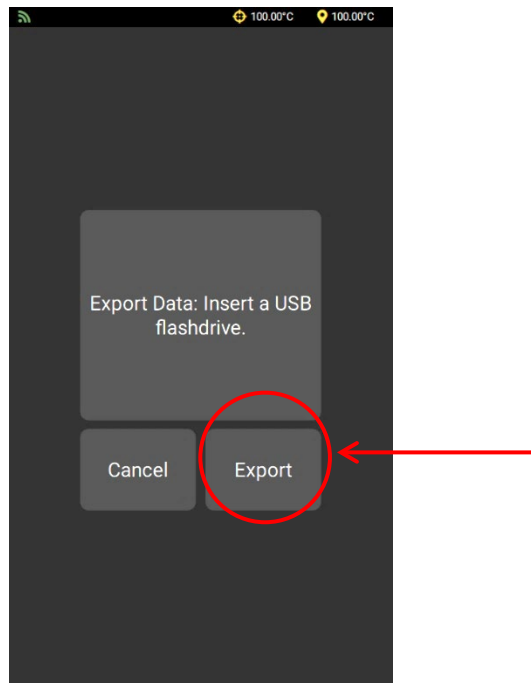 100.00°C 100.00°C
Export Data: Insert a USB
flashdrive.
Cancel Export